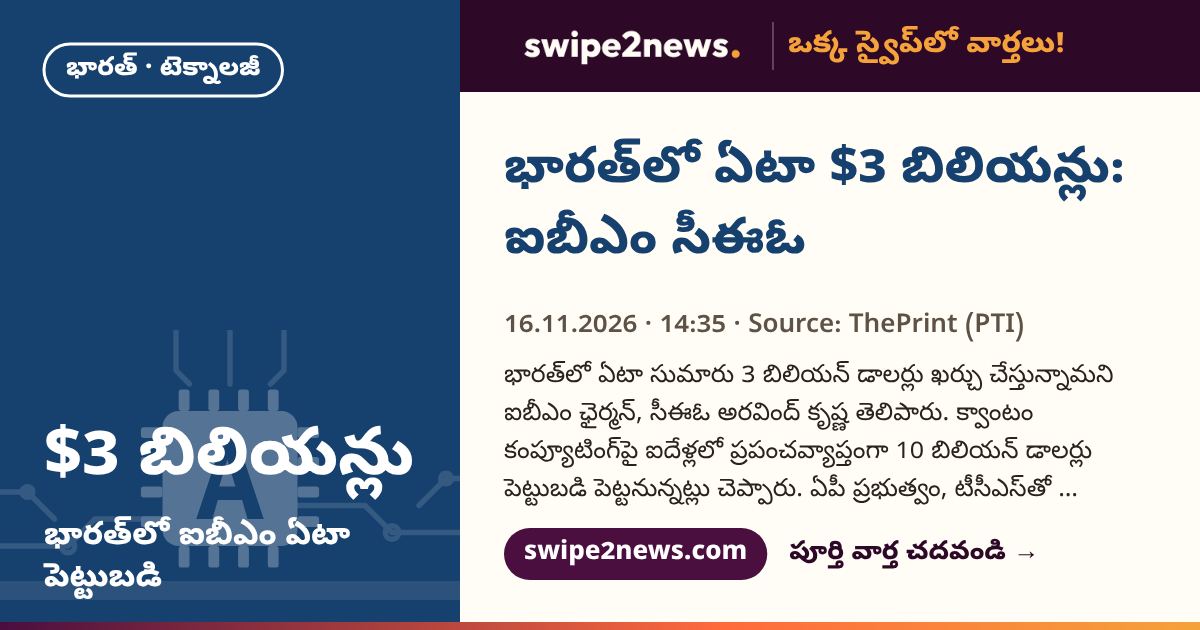 భారత్ · టెక్నాలజీ
$3 బిలియన్లు
భారత్‌లో ఐబీఎం ఏటా
పెట్టుబడి
swipe2news.
ఒక్క స్వైప్‌లో వార్తలు!
భారత్‌లో ఏటా $3 బిలియన్లు:
ఐబీఎం సీఈఓ
16.11.2026 · 14:35 · Source: ThePrint (PTI)
భారత్‌లో ఏటా సుమారు 3 బిలియన్ డాలర్లు ఖర్చు చేస్తున్నామని
ఐబీఎం ఛైర్మన్, సీఈఓ అరవింద్ కృష్ణ తెలిపారు. క్వాంటం
కంప్యూటింగ్‌పై ఐదేళ్లలో ప్రపంచవ్యాప్తంగా 10 బిలియన్ డాలర్లు
పెట్టుబడి పెట్టనున్నట్లు చెప్పారు. ఏపీ ప్రభుత్వం, టీసీఎస్‌తో ...
swipe2news.com
పూర్తి వార్త చదవండి →